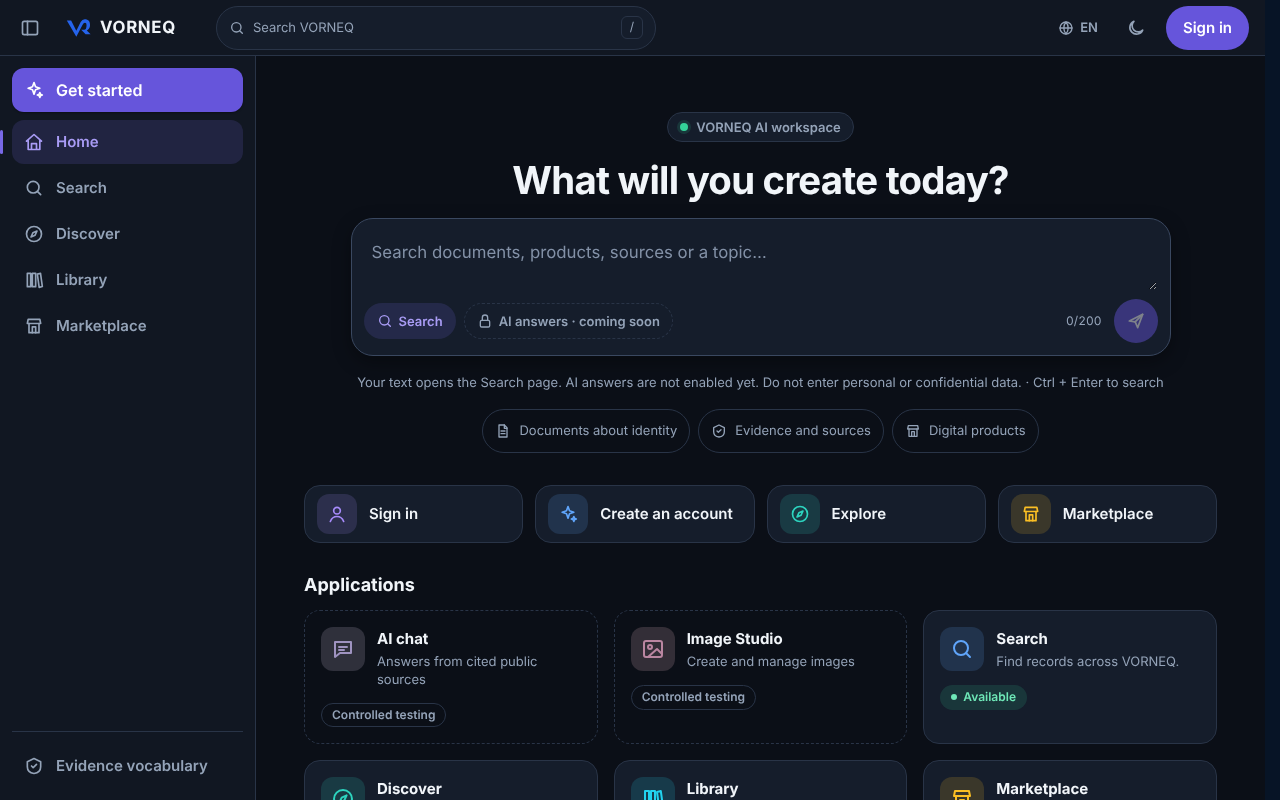 VORNEQ
Search VORNEQ
/
EN
Sign in
Get started
Home
Search
Discover
Library
Marketplace
Evidence vocabulary
VORNEQ AI workspace
What will you create today?
Search documents, products, sources or a topic...
Search
AI answers · coming soon
0/200
Your text opens the Search page. AI answers are not enabled yet. Do not enter personal or confidential data. · Ctrl + Enter to search
Documents about identity
Evidence and sources
Digital products
Sign in
Create an account
Explore
Marketplace
Applications
AI chat
Answers from cited public
sources
Controlled testing
Image Studio
Create and manage images
Controlled testing
Search
Find records across VORNEQ.
Available
Discover
Library
Marketplace